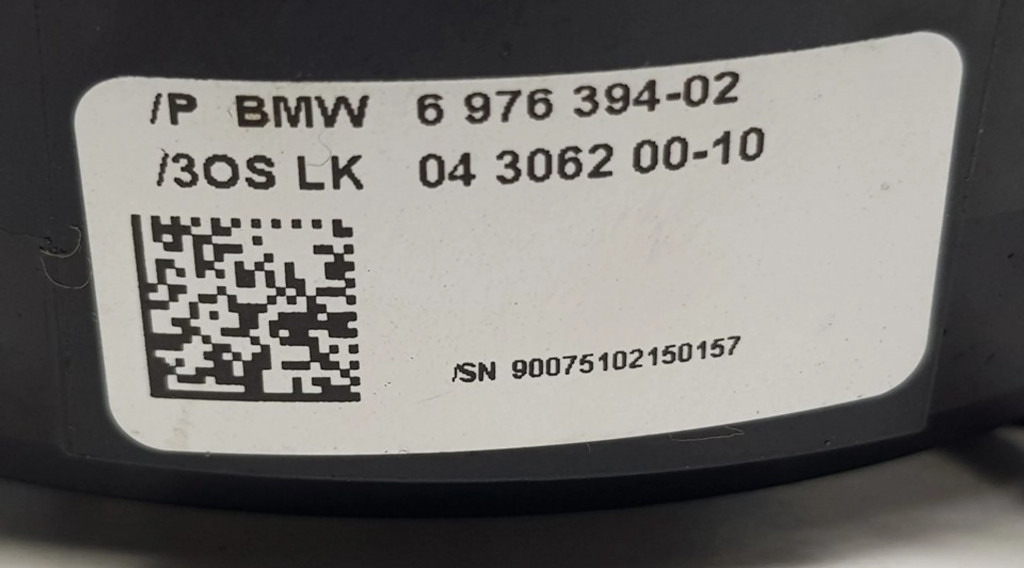 /P BMW 6 976 394-02
/3OS LK 04 3062 00-10
/SN 90075102150157